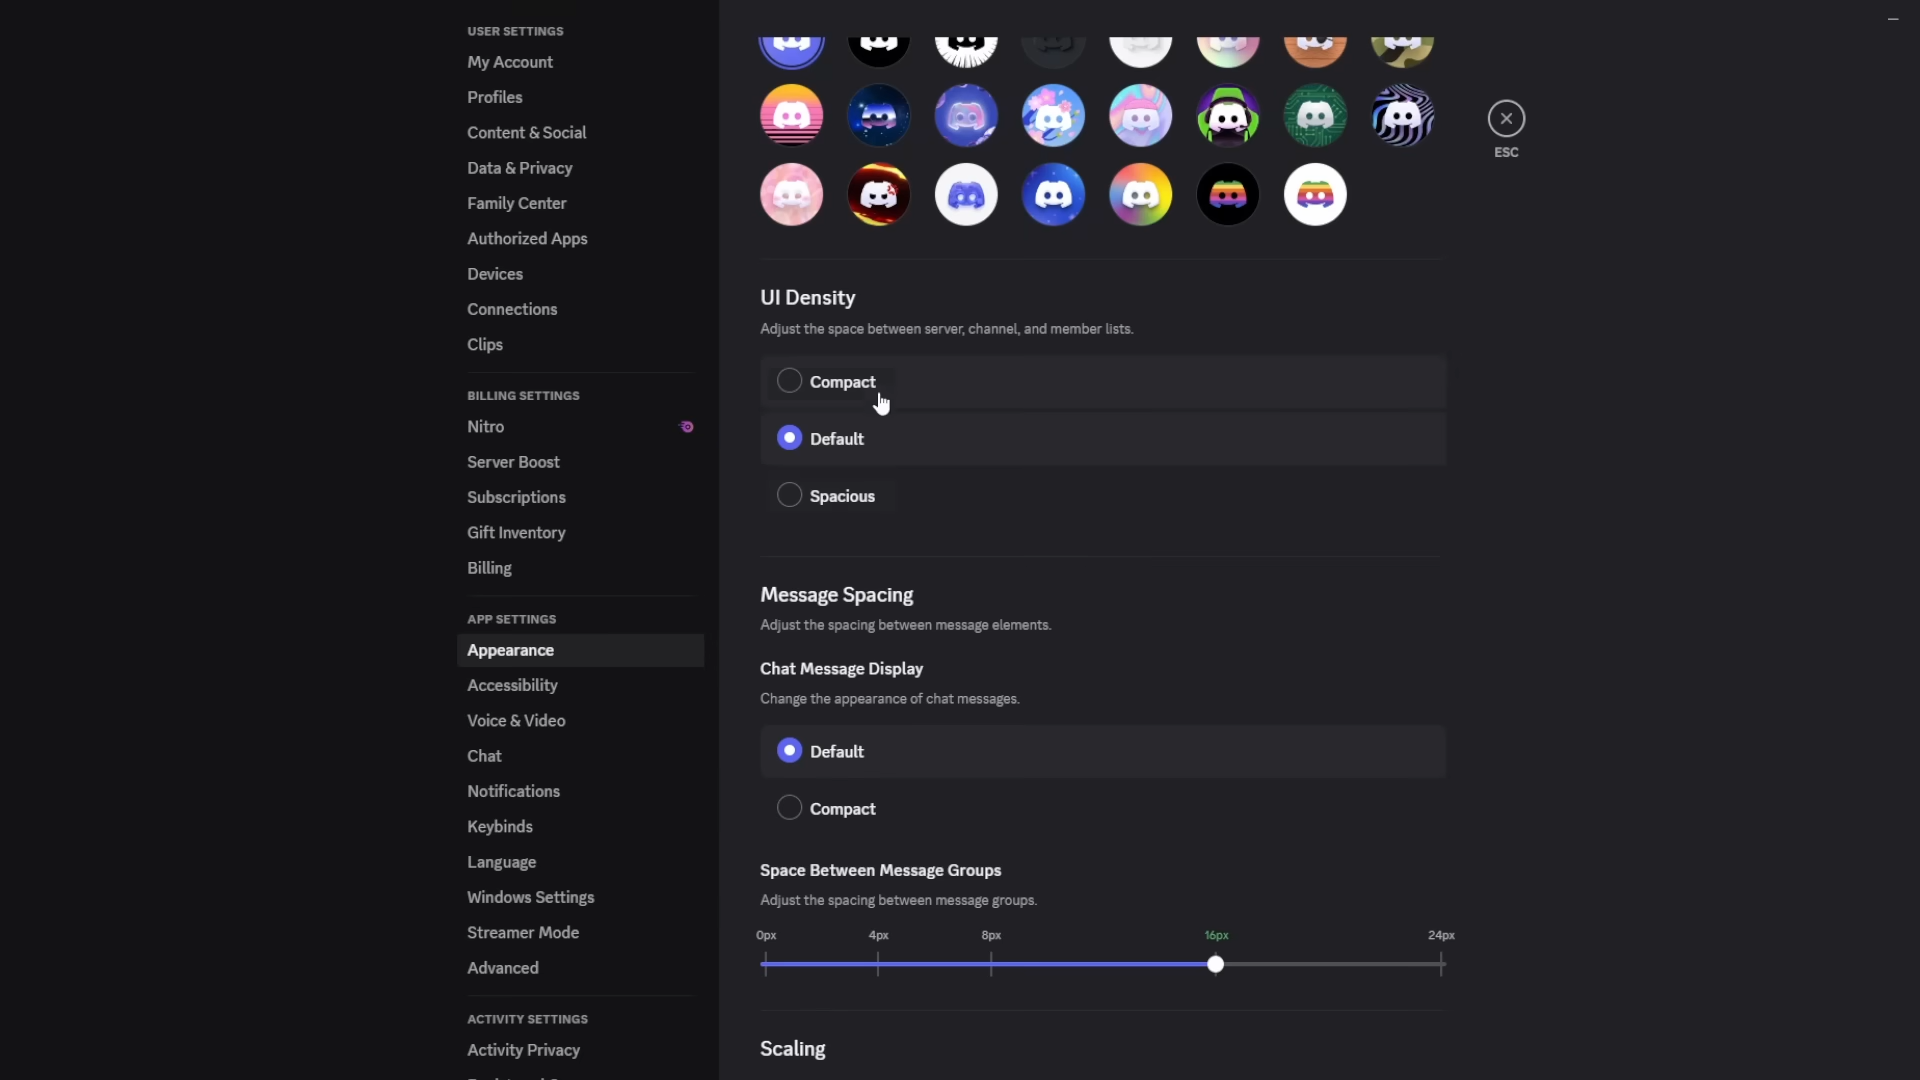 USER SETTINGS
My Account
Profiles
Content & Social
Data & Privacy
Family Center
Authorized Apps
Devices
Connections
Clips
BILLING SETTINGS
Nitro
Server Boost
Subscriptions
Gift Inventory
Billing
APP SETTINGS
Appearance
Accessibility
Voice & Video
Chat
Notifications
Keybinds
Language
Windows Settings
Streamer Mode
Advanced
ACTIVITY SETTINGS
Activity Privacy
ESC
UI Density
Adjust the space between server, channel, and member lists.
Compact
Default
Spacious
Message Spacing
Adjust the spacing between message elements.
Chat Message Display
Change the appearance of chat messages.
Default
Compact
Space Between Message Groups
Adjust the spacing between message groups.
0px 4px 8px 16px 24px
Scaling